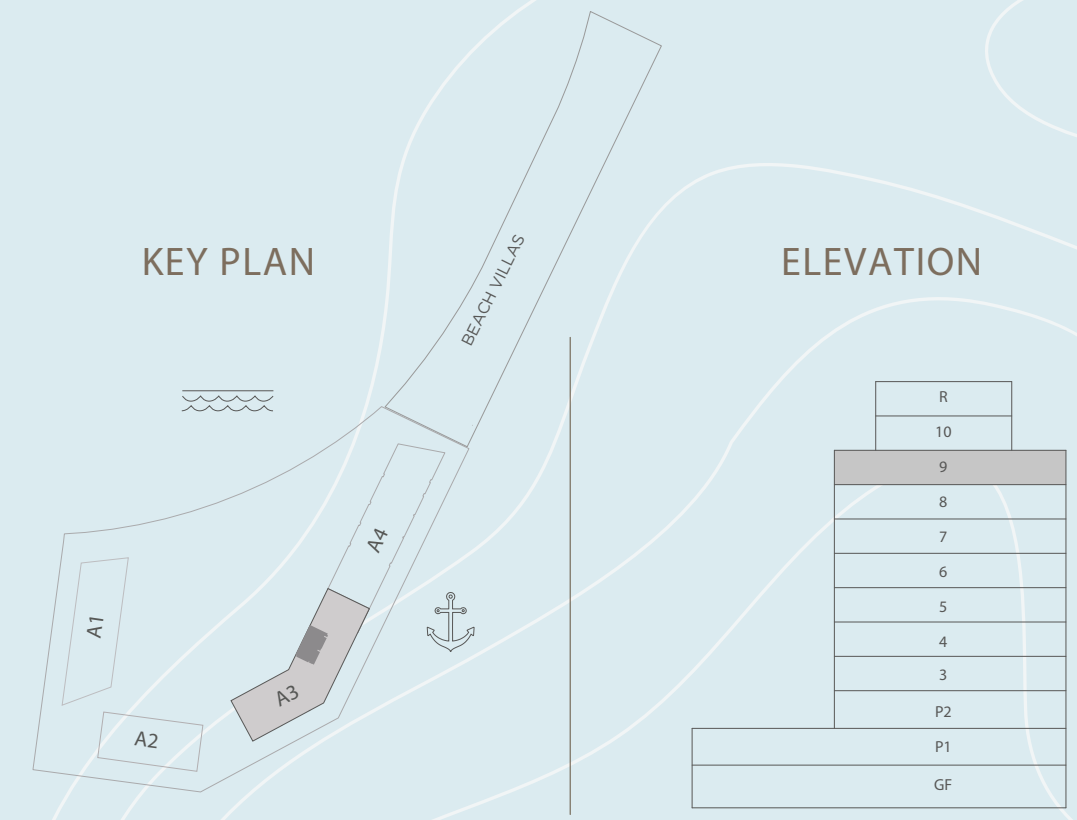 KEY PLAN
BEACH VILLAS
A4
A1
A3
A2
ELEVATION
R
10
9
8
7
6
5
4
3
P2
P1
GF